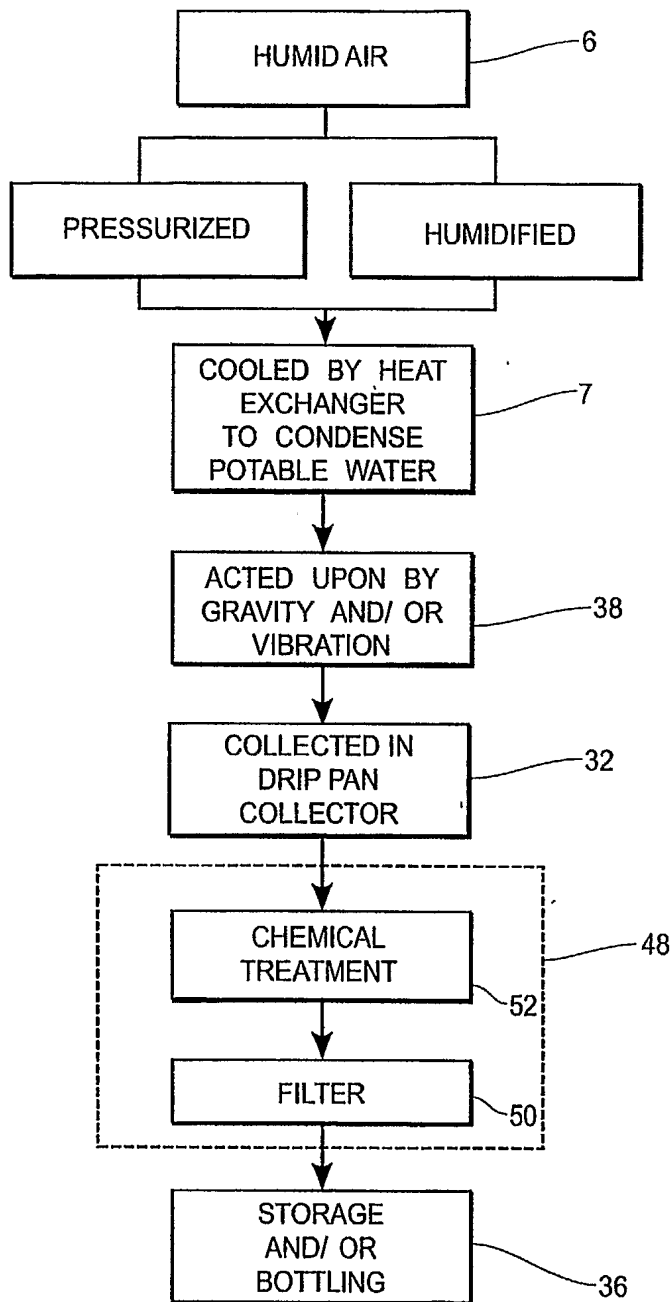 HUMID AIR
6
PRESSURIZED
HUMIDIFIED
COOLED BY HEAT
EXCHANGER
TO CONDENSE
POTABLE WATER
7
ACTED UPON BY
GRAVITY AND/ OR
VIBRATION
38
COLLECTED IN
DRIP PAN
COLLECTOR
32
CHEMICAL
TREATMENT
52
48
FILTER
50
STORAGE
AND/ OR
BOTTLING
36